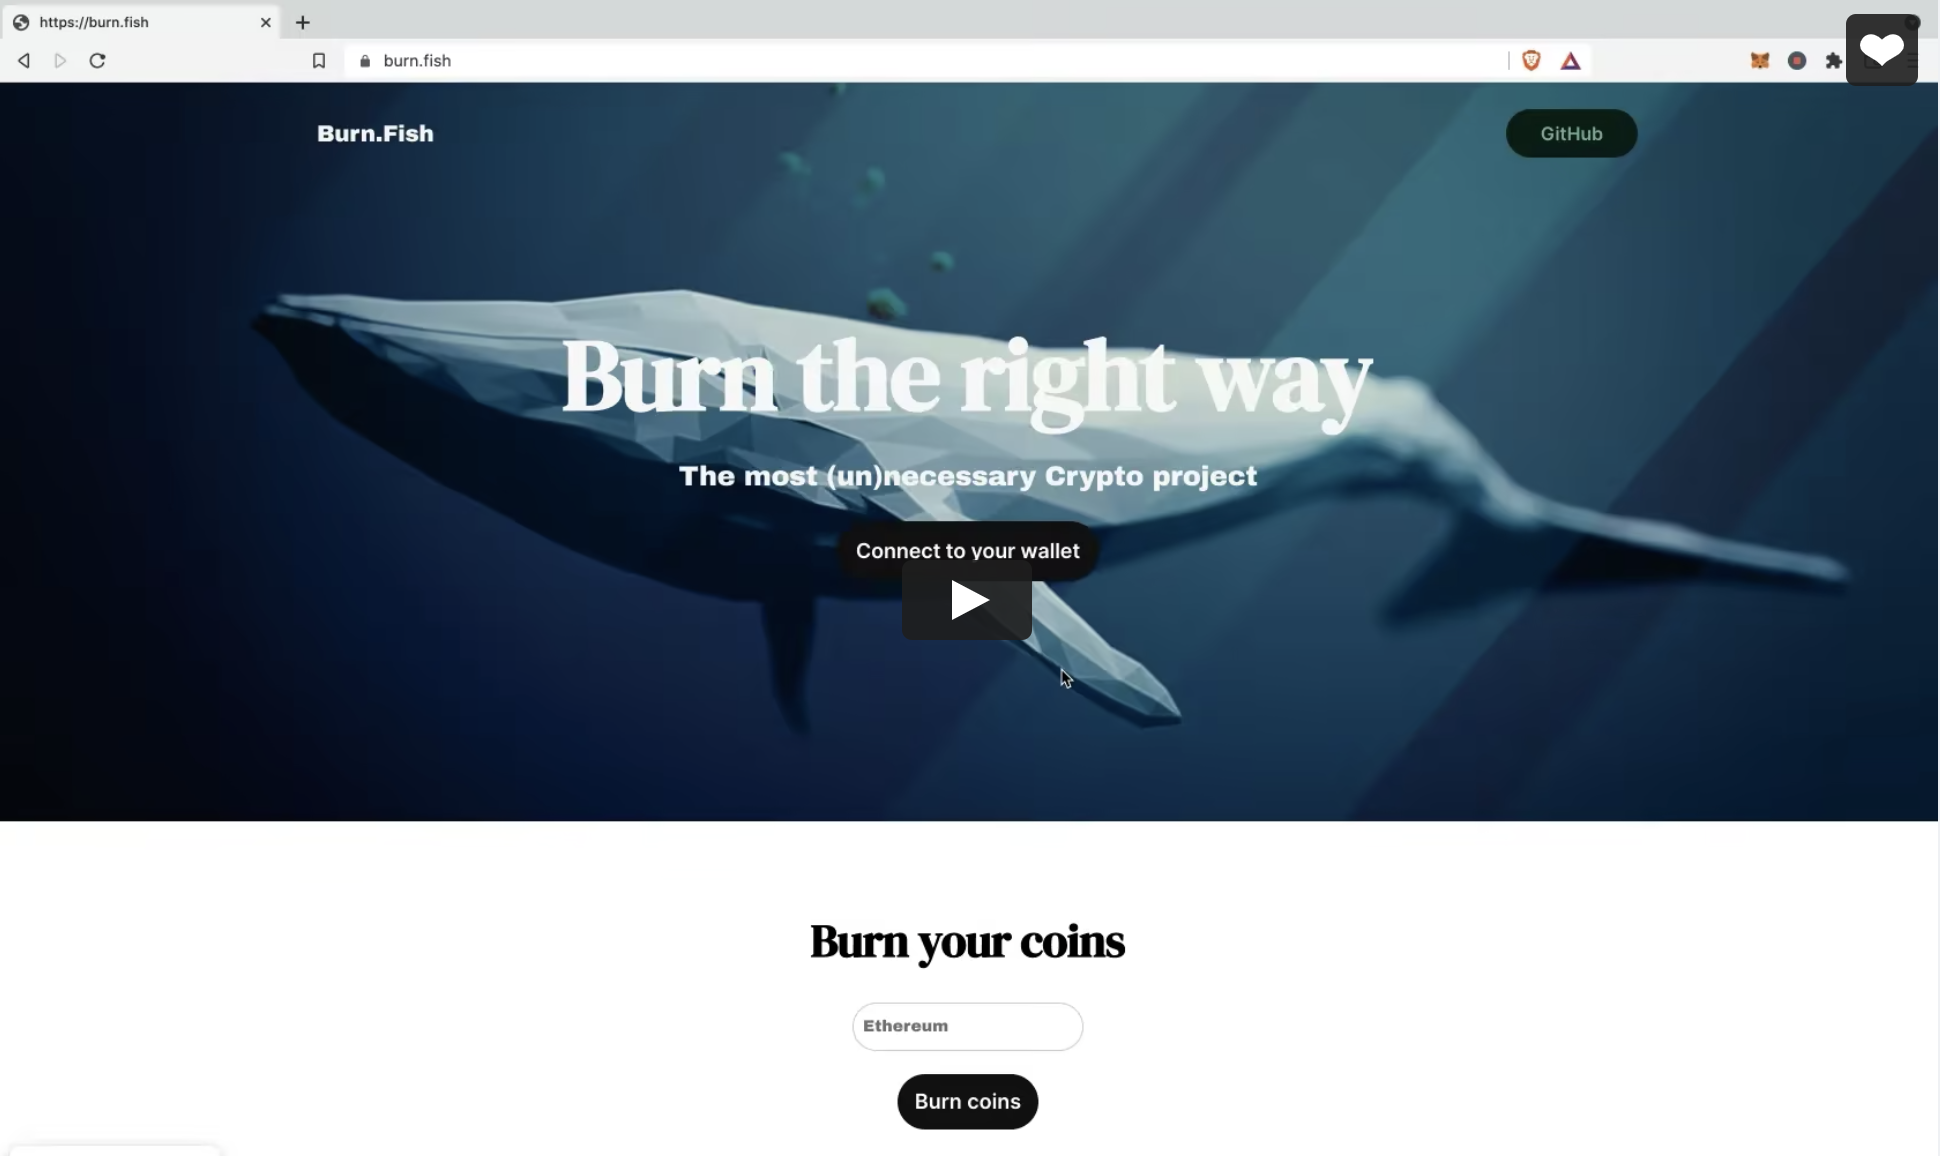 https://burn.fish
burn.fish
Burn.Fish
GitHub
Burn the right way
The most (un)necessary Crypto project
Connect to your wallet
Burn your coins
Ethereum
Burn coins